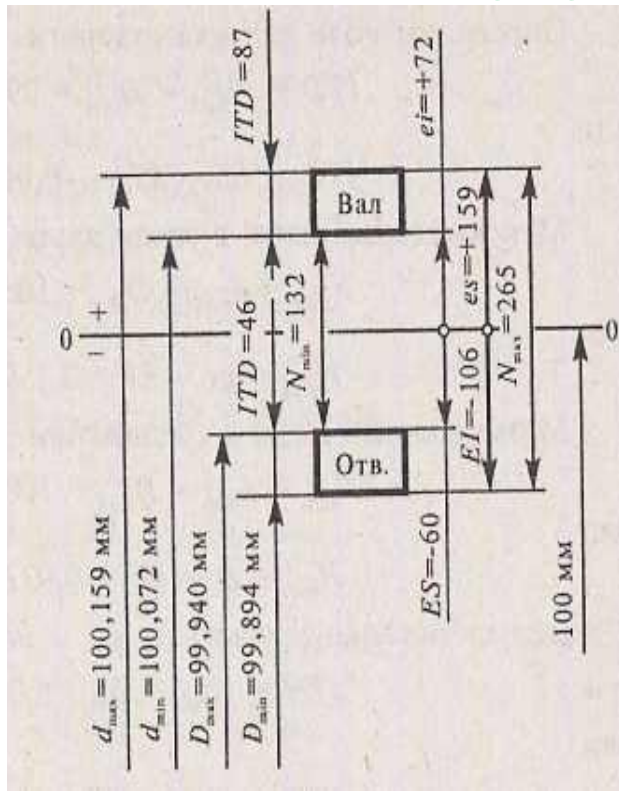 ITD=87
ei=+72
Вал
es=+159
0
+
−
ITD=46
N_min=132
N_max=265
0
EI=-106
Отв.
ES=-60
d_max=100,159 мм
d_min=100,072 мм
D_max=99,940 мм
D_min=99,894 мм
100 мм